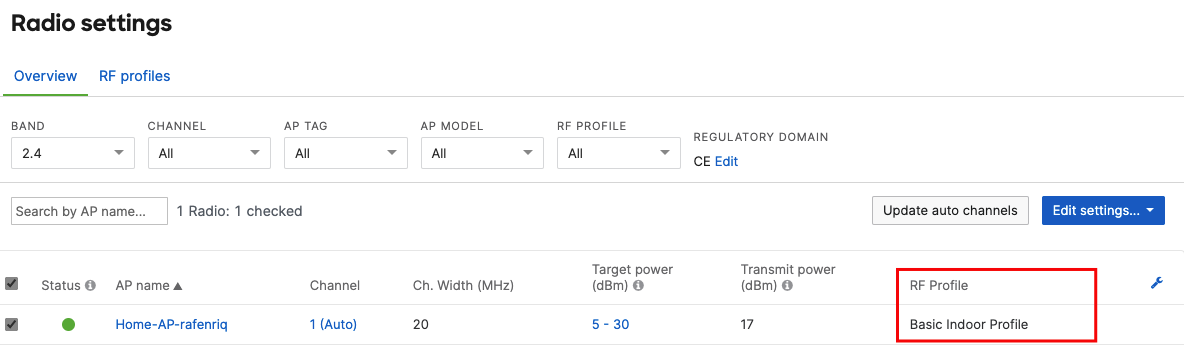 Radio settings
Overview RF profiles
BAND CHANNEL AP TAG AP MODEL RF PROFILE REGULATORY DOMAIN
2.4 All All All All CE Edit
Search by AP name... 1 Radio: 1 checked Update auto channels Edit settings...
Status AP name Channel Ch. Width (MHz) Target power (dBm) Transmit power (dBm) RF Profile
Home-AP-rafenriq 1 (Auto) 20 5 - 30 17 Basic Indoor Profile